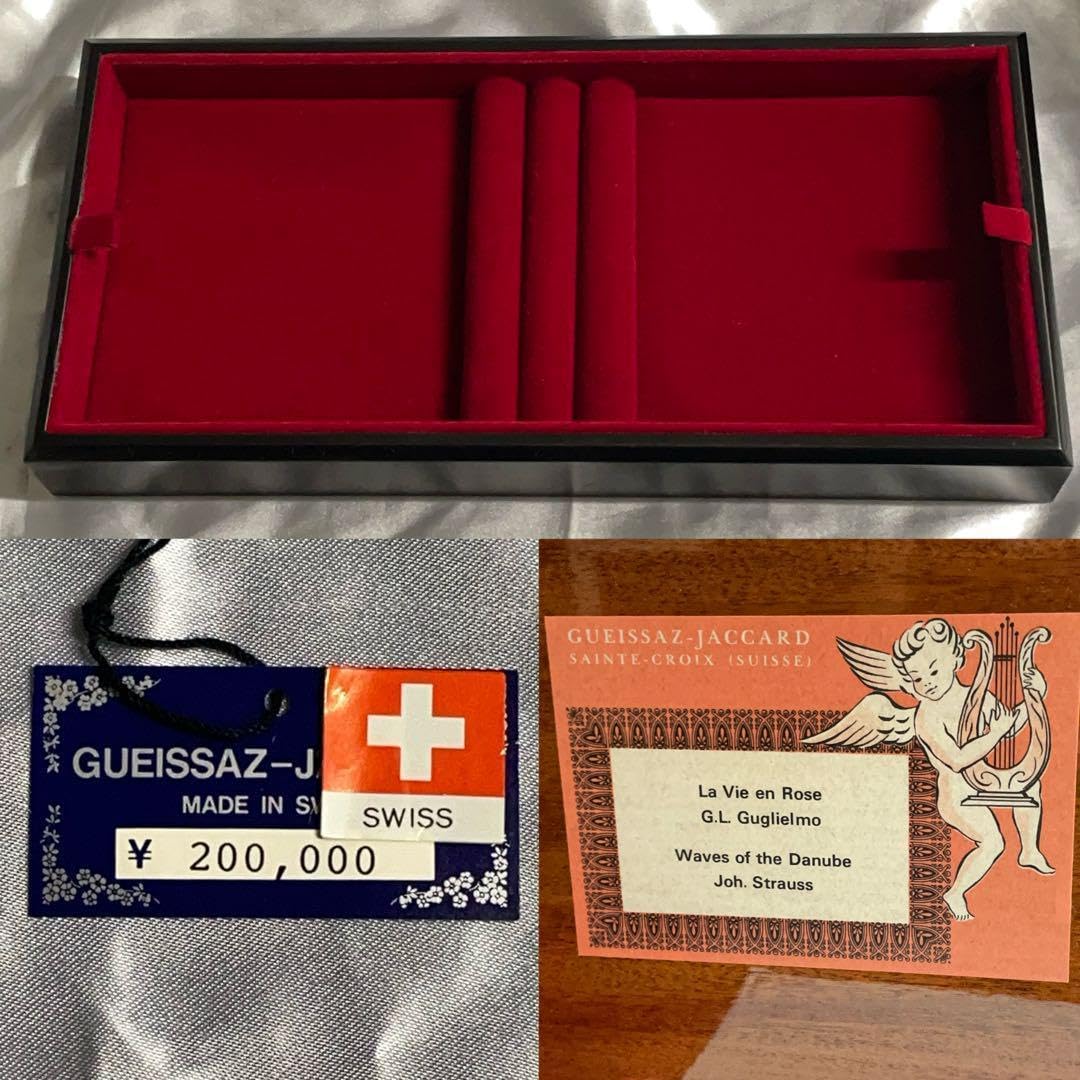 GUEISSAZ-J
MADE IN SW
SWISS
¥ 200,000
GUEISSAZ-JACCARD
SAINTE-CROIX (SUISSE)
La Vie en Rose
G.L. Guglielmo
Waves of the Danube
Joh. Strauss